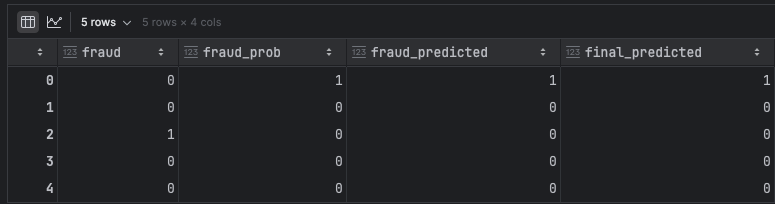 5 rows 5 rows × 4 cols
123 fraud 123 fraud_prob 123 fraud_predicted 123 final_predicted
0 0 1 1 1
1 0 0 0 0
2 1 0 0 0
3 0 0 0 0
4 0 0 0 0